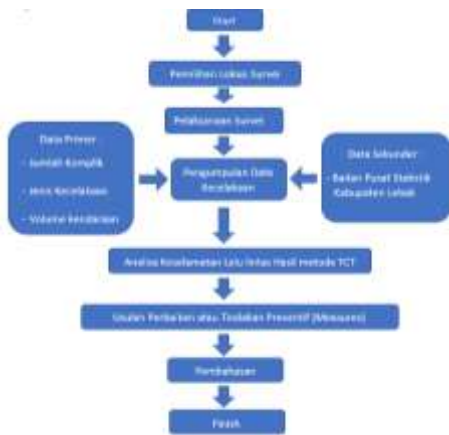 Start
Pemilihan Lokasi Survei
Pelaksanaan Survei
Data Primer :
- Jumlah Konflik
- Jenis Kecelakaan
- Volume Kendaraan
Pengumpulan Data
Kecelakaan
Data Sekunder :
- Badan Pusat Statistik
Kabupaten Lebak
Analisa Keselamatan Lalu lintas Hasil metode TCT
Usulan Perbaikan atau Tindakan Preventif (Measures)
Pembahasan
Finish